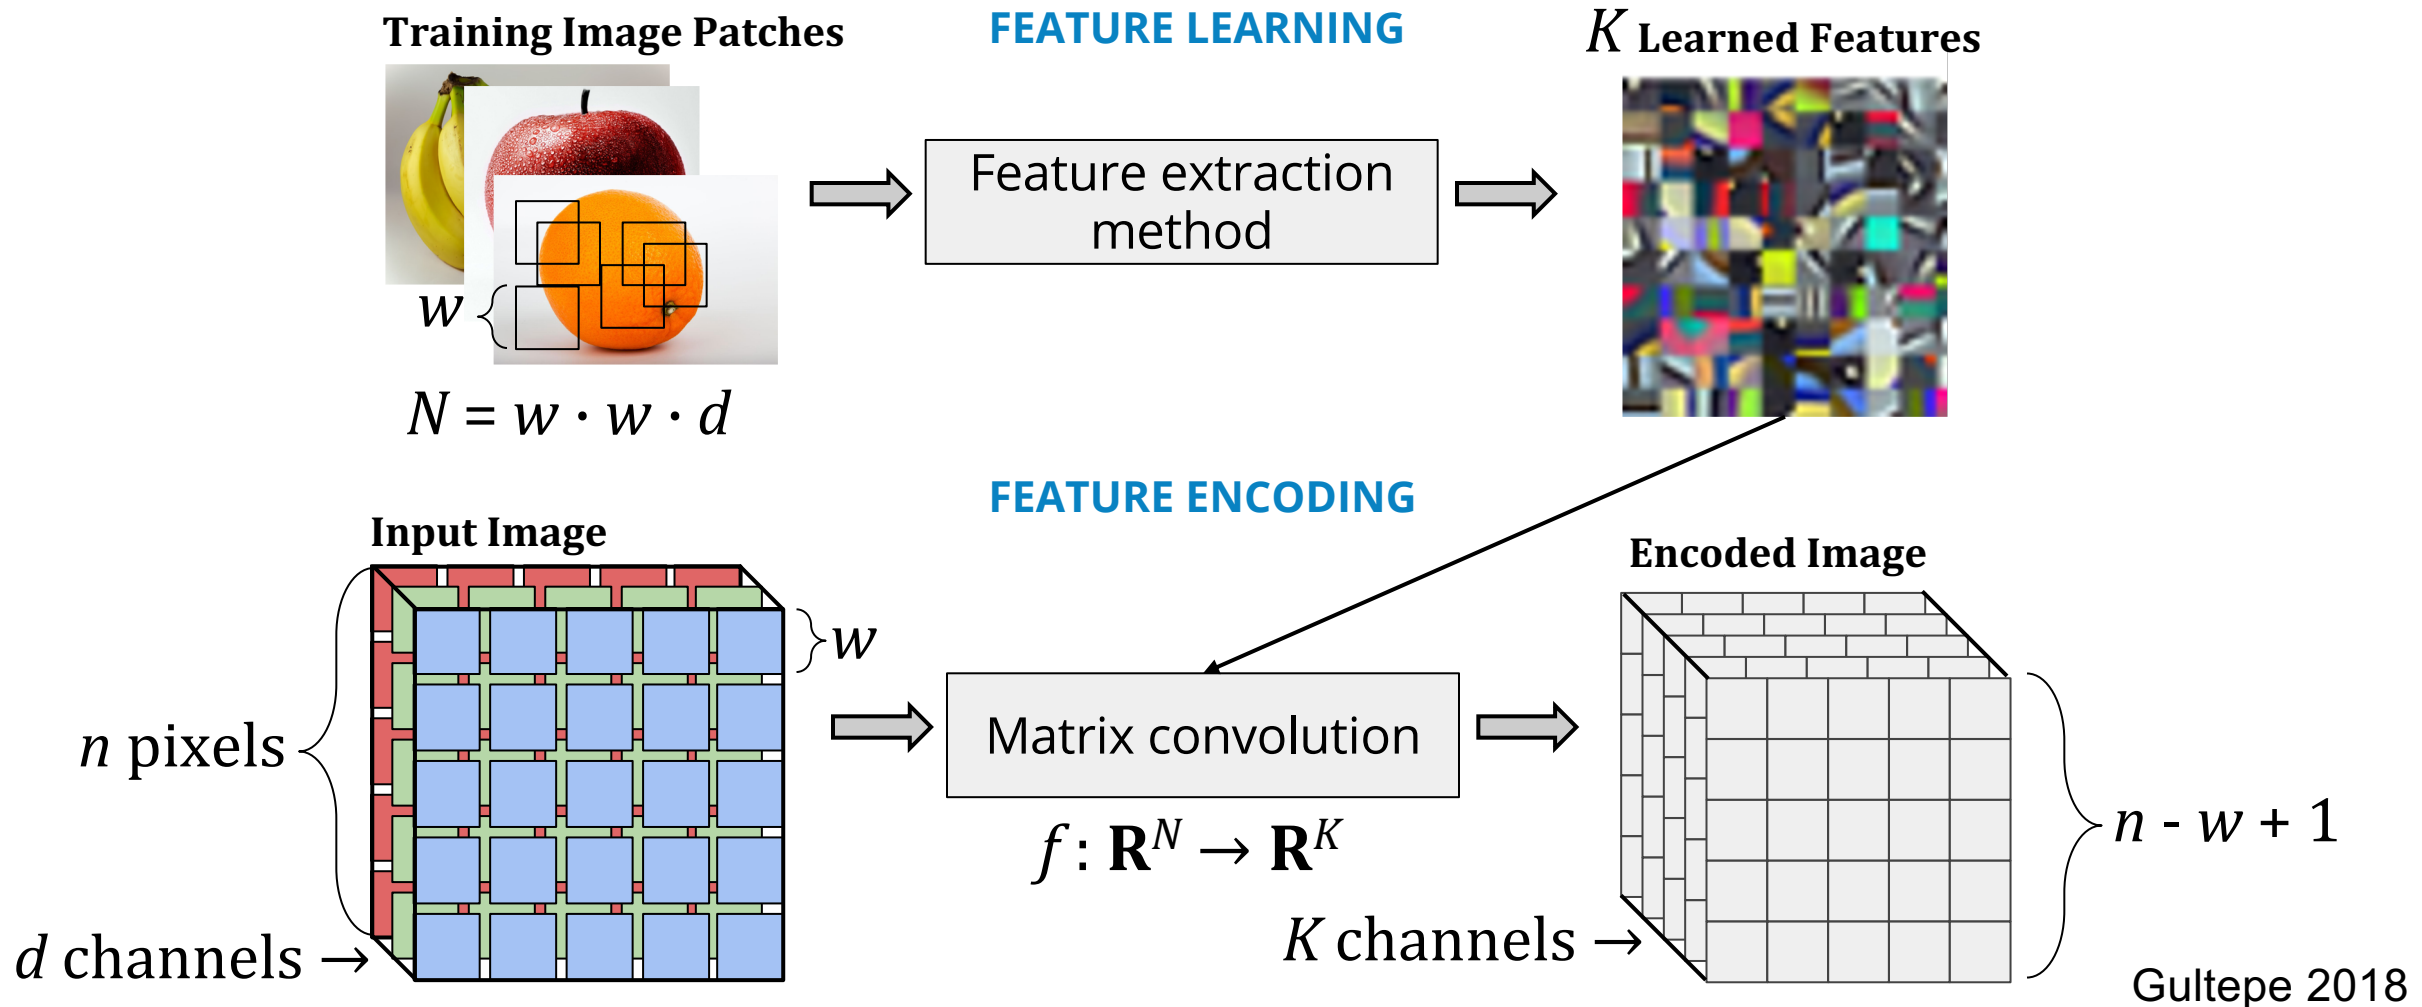 FEATURE LEARNING
Training Image Patches
K Learned Features
Feature extraction
method
w
N = w · w · d
FEATURE ENCODING
Input Image
Encoded Image
w
n pixels
Matrix convolution
f : R^N → R^K
n - w + 1
d channels →
K channels →
Gultepe 2018